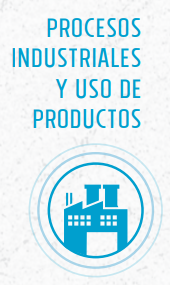 PROCESOS
INDUSTRIALES
Y USO DE
PRODUCTOS